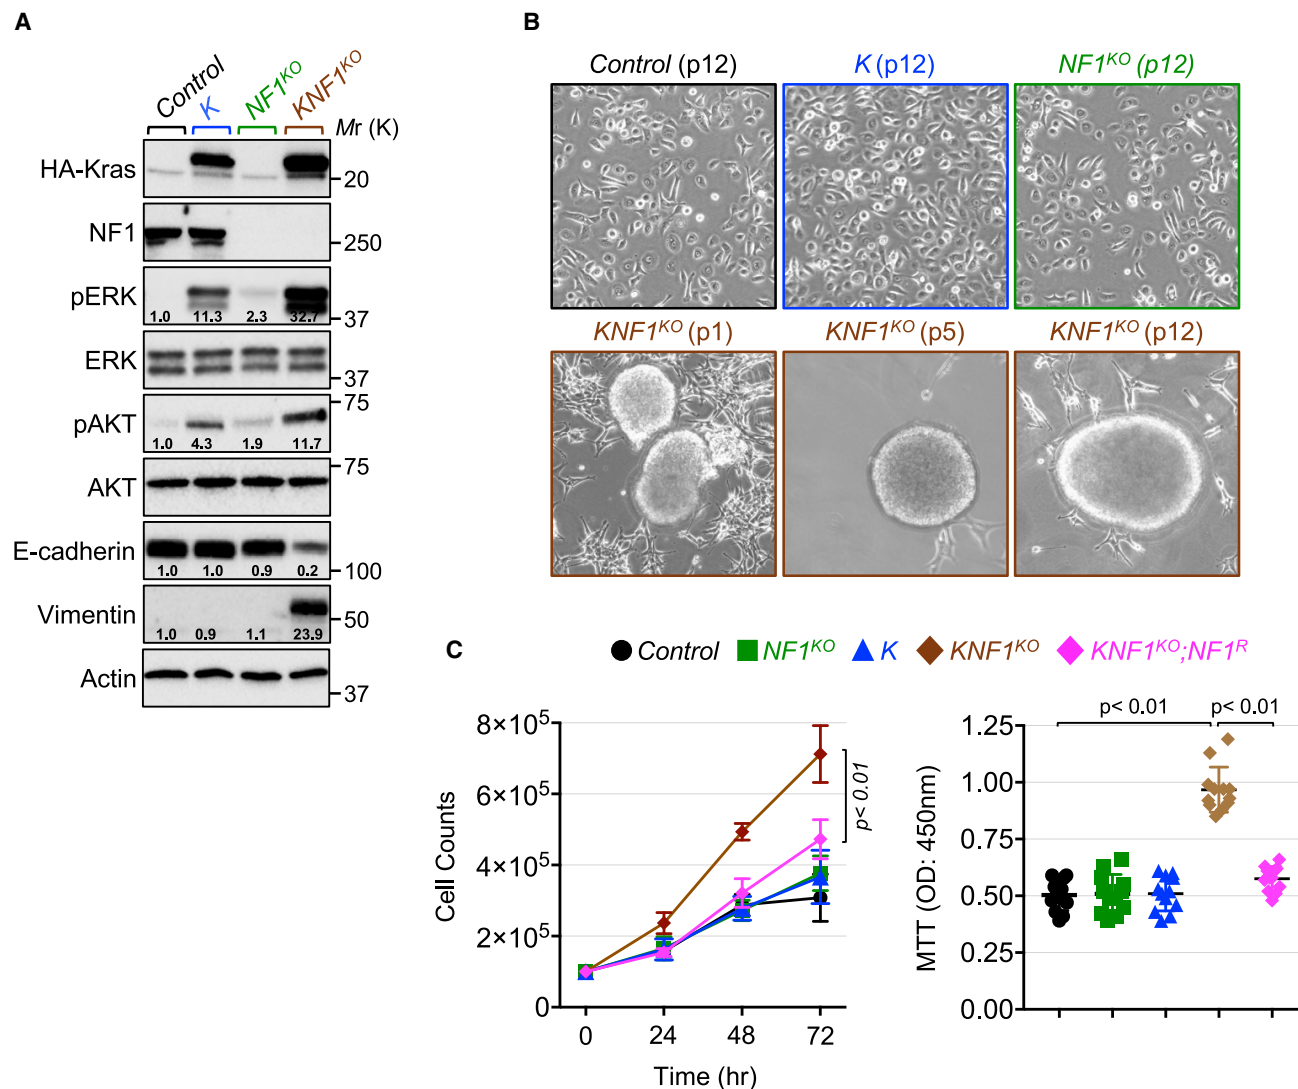 A
Control
K
NF1KO
KNF1KO
Mr (K)
HA-Kras
20
NF1
250
pERK
1.0 11.3 2.3 32.7
37
ERK
37
75
pAKT
1.0 4.3 1.9 11.7
AKT
75
E-cadherin
1.0 1.0 0.9 0.2
100
Vimentin
1.0 0.9 1.1 23.9
50
Actin
37
B
Control (p12)
K (p12)
NF1KO (p12)
KNF1KO (p1)
KNF1KO (p5)
KNF1KO (p12)
C
Control NF1KO K KNF1KO KNF1KO;NF1R
Cell Counts
8×10⁵
6×10⁵
4×10⁵
2×10⁵
0
0 24 48 72
Time (hr)
p< 0.01
MTT (OD: 450nm)
1.25
1.00
0.75
0.50
0.25
0.00
p< 0.01
p< 0.01